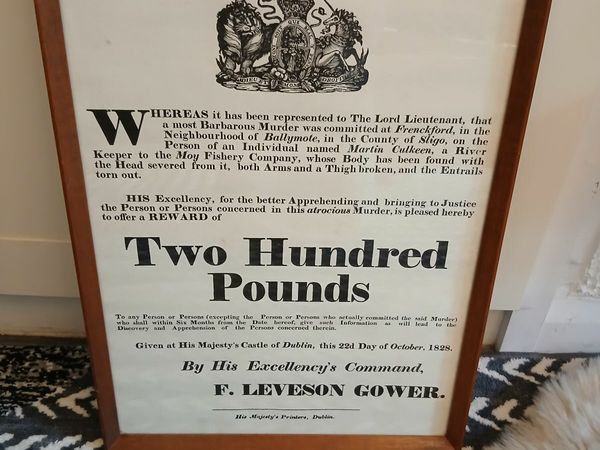 DIEU ET MON DROIT
WHEREAS it has been represented to The Lord Lieutenant, that
a most Barbarous Murder was committed at Frenckford, in the
Neighbourhood of Ballymote, in the County of Sligo, on the
Person of an Individual named Martin Culkeen, a River
Keeper to the Moy Fishery Company, whose Body has been found with
the Head severed from it, both Arms and a Thigh broken, and the Entrails
torn out.
HIS Excellency, for the better Apprehending and bringing to Justice
the Person or Persons concerned in this atrocious Murder, is pleased hereby
to offer a REWARD of
Two Hundred
Pounds
To any Person or Persons (excepting the Person or Persons who actually committed the said Murder)
who shall within Six Months from the Date hereof, give such Information as will lead to the
Discovery and Apprehension of the Persons concerned therein.
Given at His Majesty's Castle of Dublin, this 22d Day of October. 1828.
By His Excellency's Command,
F. LEVESON GOWER.
His Majesty's Printers, Dublin.